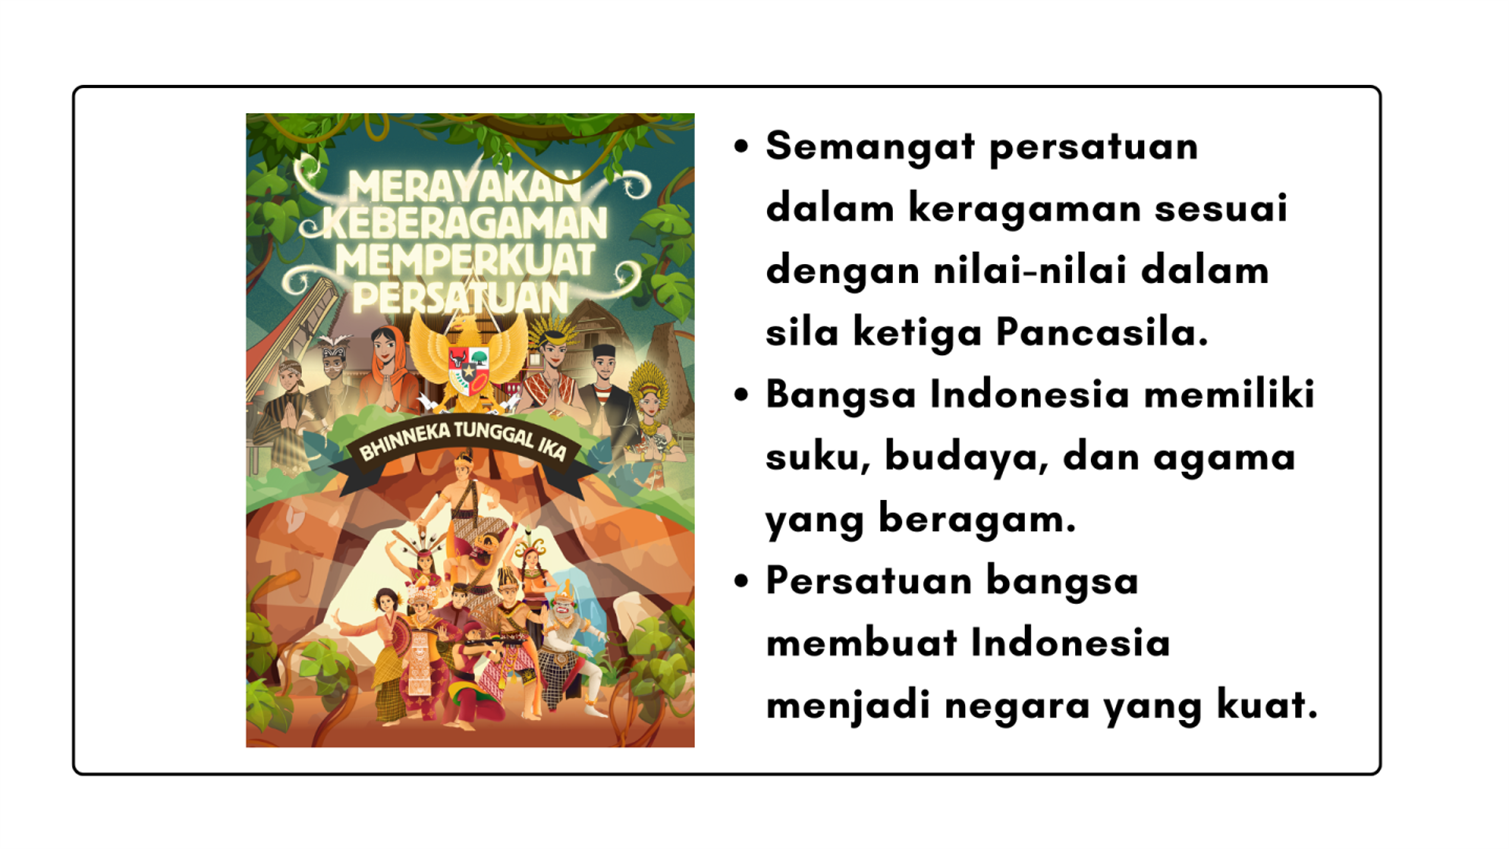 MERAYAKAN
KEBERAGAMAN
MEMPERKUAT
PERSATUAN
BHINNEKA TUNGGAL IKA
• Semangat persatuan
dalam keragaman sesuai
dengan nilai-nilai dalam
sila ketiga Pancasila.
• Bangsa Indonesia memiliki
suku, budaya, dan agama
yang beragam.
• Persatuan bangsa
membuat Indonesia
menjadi negara yang kuat.